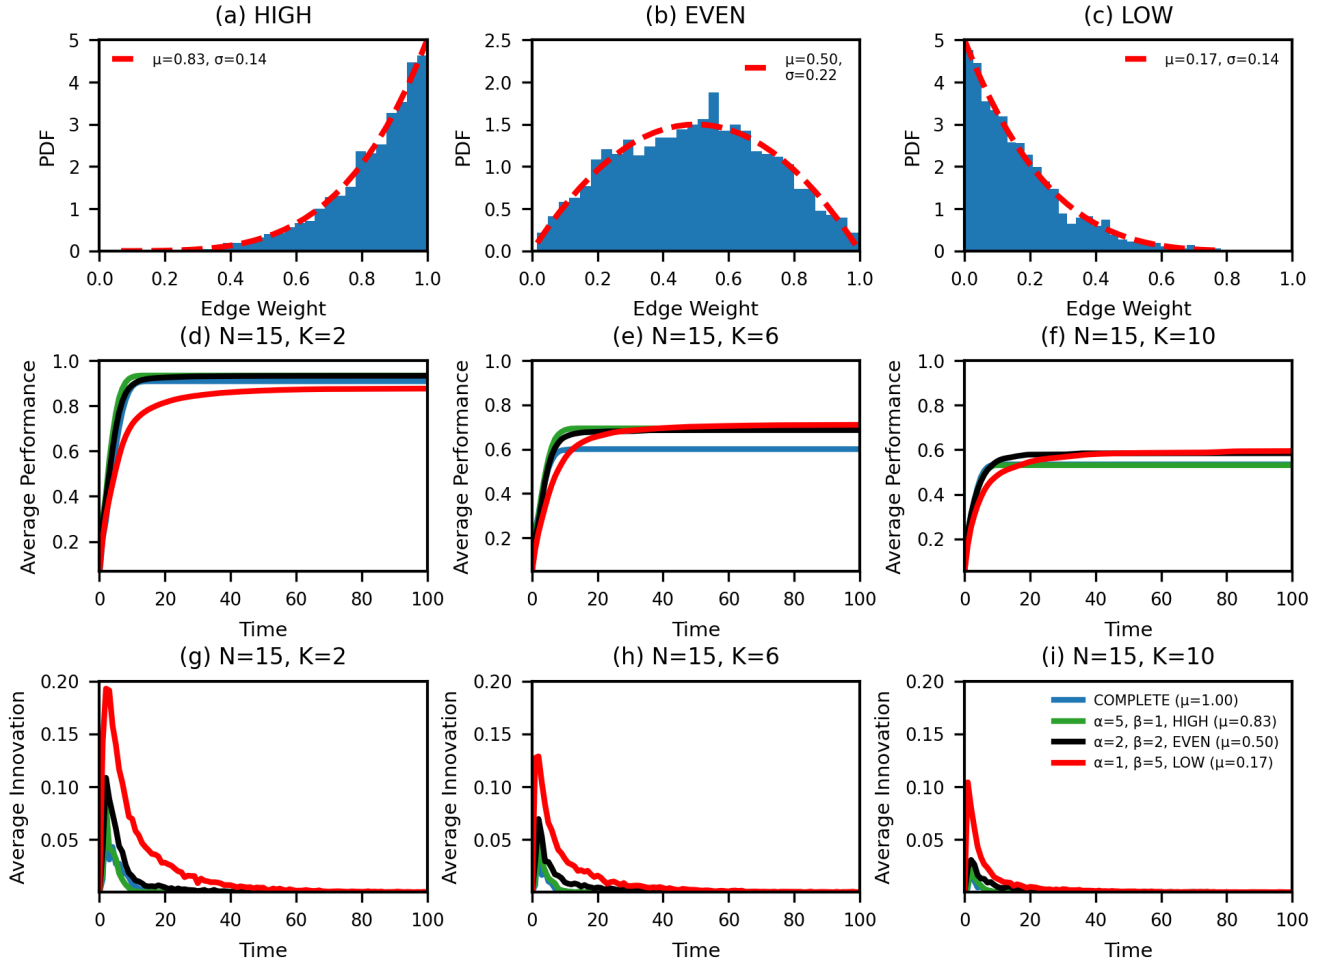 (a) HIGH
(b) EVEN
(c) LOW
5
4
3
2
1
0
PDF
μ=0.83, σ=0.14
0.0 0.2 0.4 0.6 0.8 1.0
Edge Weight
2.5
2.0
1.5
1.0
0.5
0.0
PDF
μ=0.50,
σ=0.22
0.0 0.2 0.4 0.6 0.8 1.0
Edge Weight
5
4
3
2
1
0
PDF
μ=0.17, σ=0.14
0.0 0.2 0.4 0.6 0.8 1.0
Edge Weight
(d) N=15, K=2
(e) N=15, K=6
(f) N=15, K=10
1.0
0.8
0.6
0.4
0.2
Average Performance
0 20 40 60 80 100
Time
1.0
0.8
0.6
0.4
0.2
Average Performance
0 20 40 60 80 100
Time
1.0
0.8
0.6
0.4
0.2
Average Performance
0 20 40 60 80 100
Time
(g) N=15, K=2
(h) N=15, K=6
(i) N=15, K=10
0.20
0.15
0.10
0.05
Average Innovation
0 20 40 60 80 100
Time
0.20
0.15
0.10
0.05
Average Innovation
0 20 40 60 80 100
Time
0.20
0.15
0.10
0.05
Average Innovation
COMPLETE (μ=1.00)
α=5, β=1, HIGH (μ=0.83)
α=2, β=2, EVEN (μ=0.50)
α=1, β=5, LOW (μ=0.17)
0 20 40 60 80 100
Time